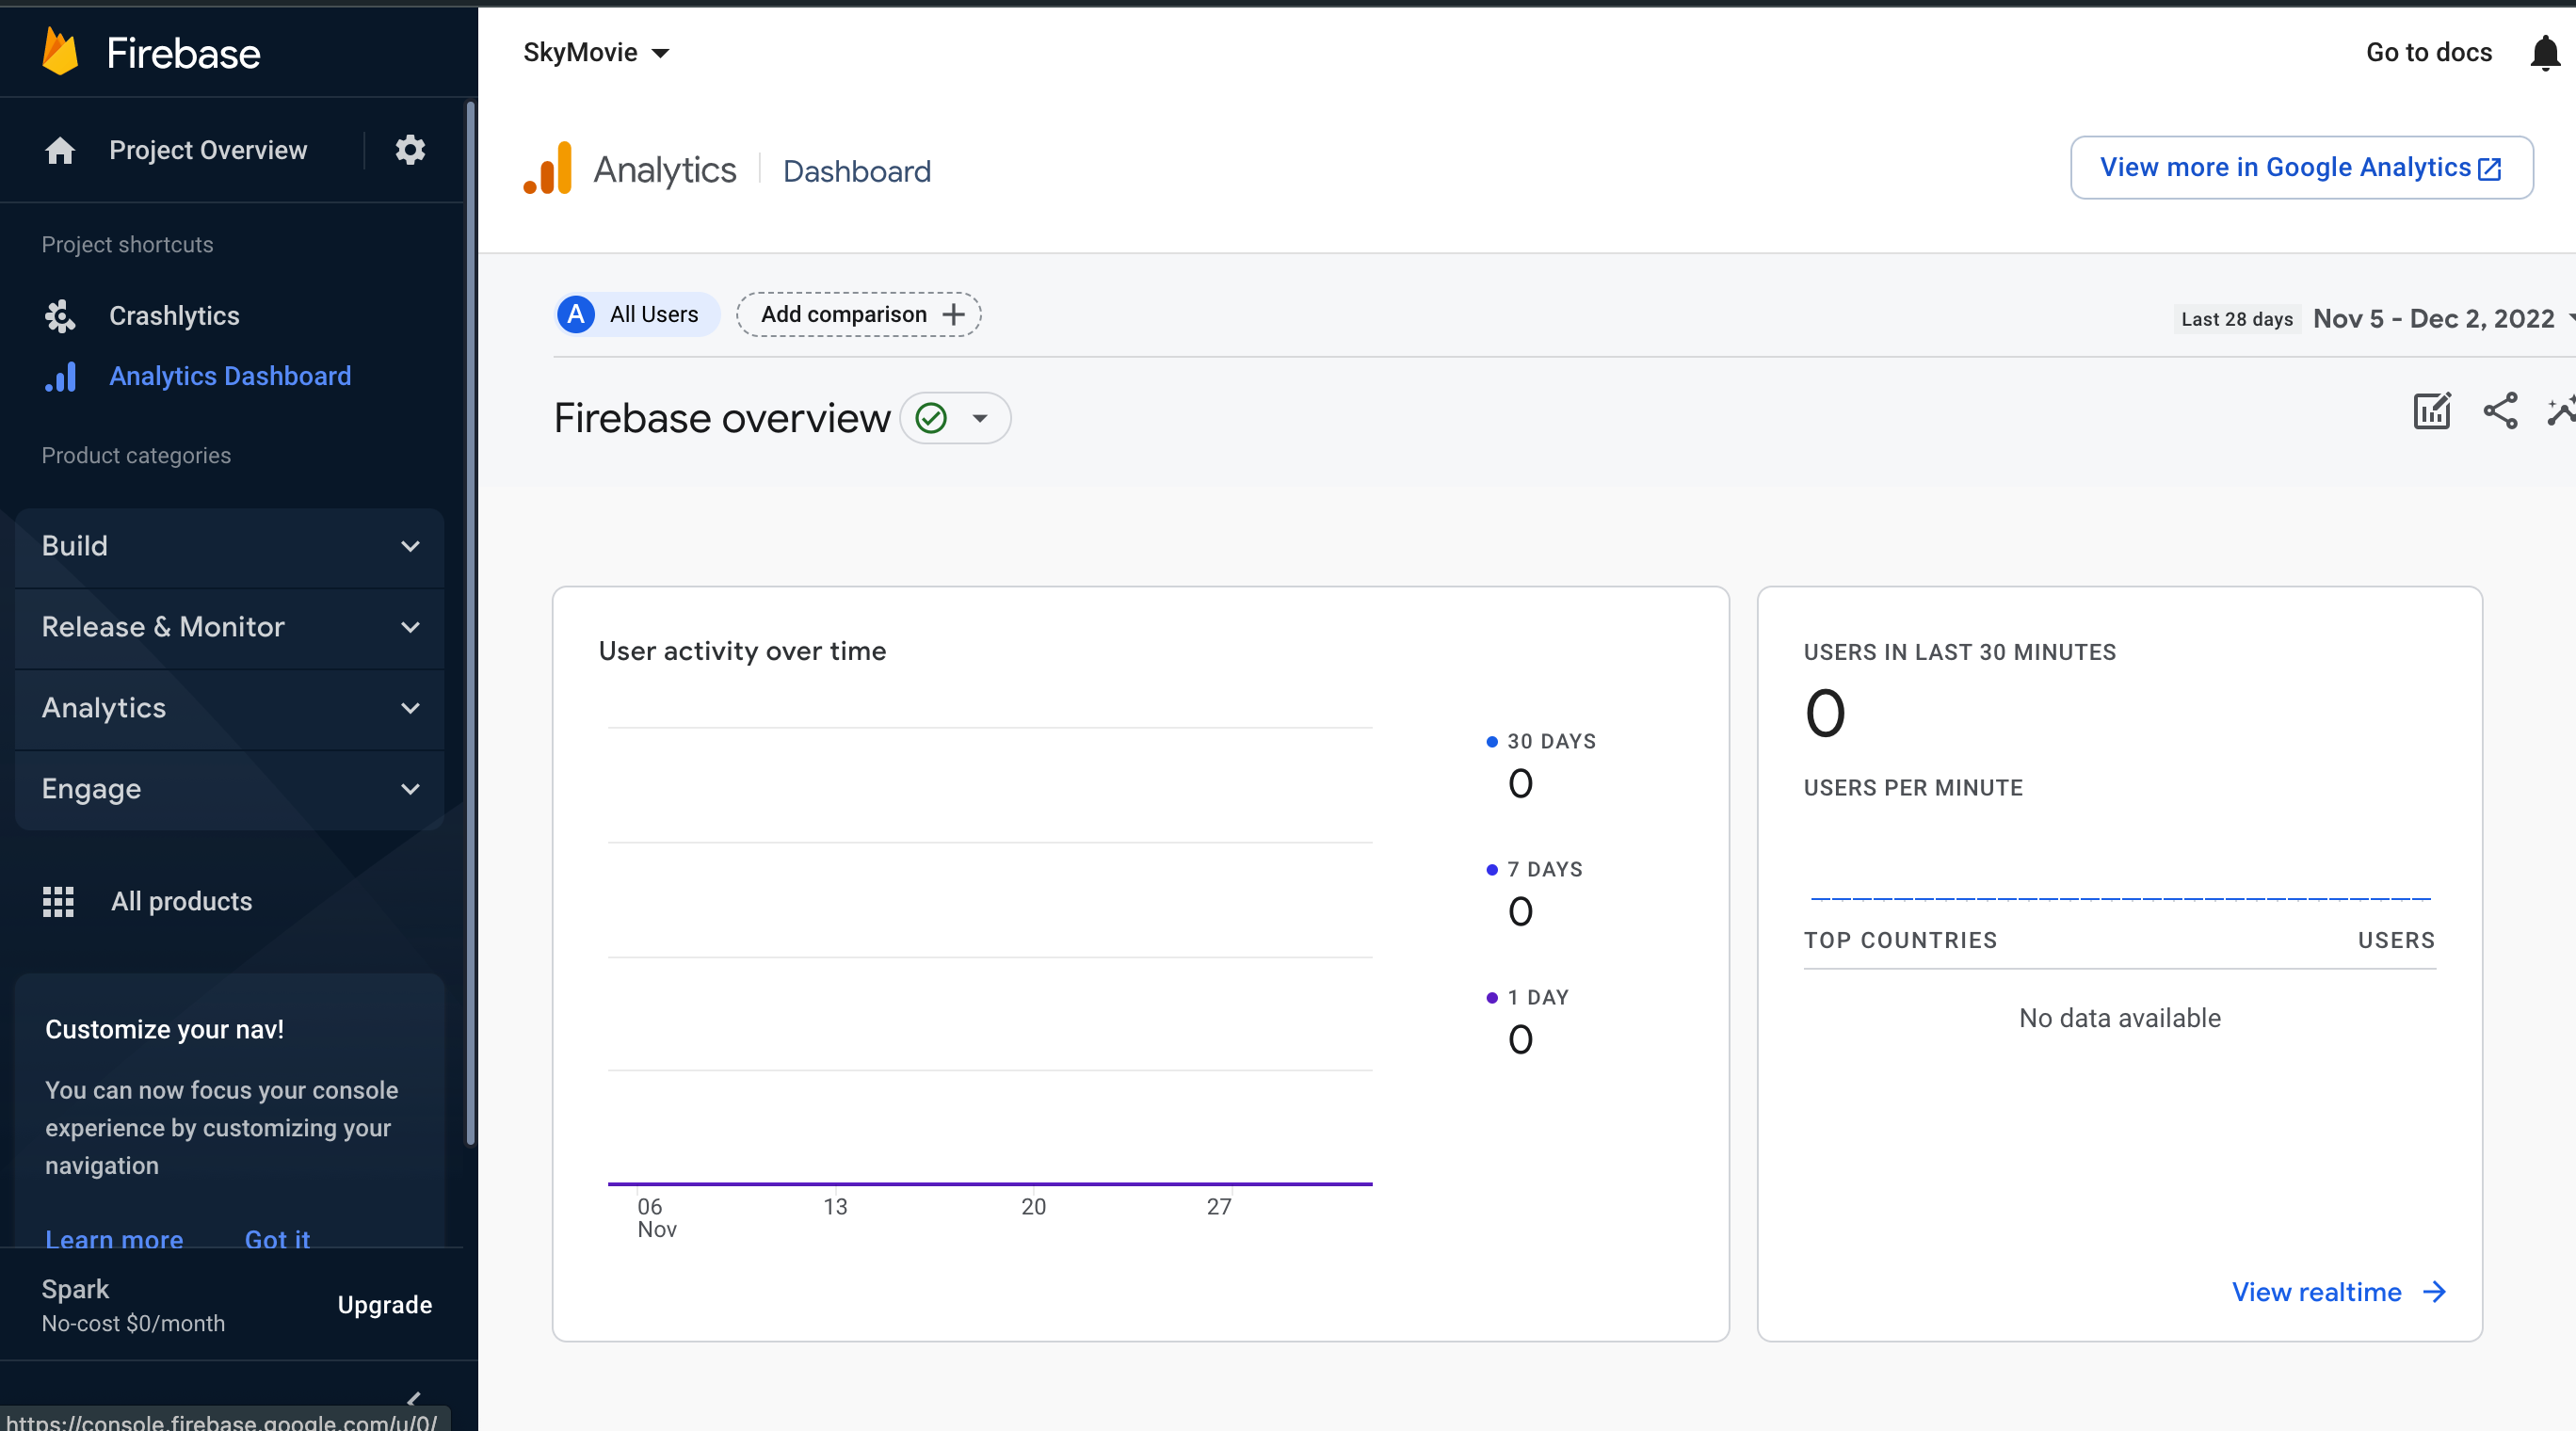 Firebase
Project Overview
Project shortcuts
Crashlytics
Analytics Dashboard
Product categories
Build
Release & Monitor
Analytics
Engage
All products
Customize your nav!
You can now focus your console
experience by customizing your
navigation
Learn more Got it
Spark
No-cost $0/month
Upgrade
https://console.firebase.google.com/u/0/
SkyMovie
Go to docs
Analytics Dashboard
View more in Google Analytics
A All Users Add comparison +
Last 28 days Nov 5 - Dec 2, 2022
Firebase overview
User activity over time
30 DAYS
0
7 DAYS
0
1 DAY
0
06 13 20 27
Nov
USERS IN LAST 30 MINUTES
0
USERS PER MINUTE
TOP COUNTRIES USERS
No data available
View realtime